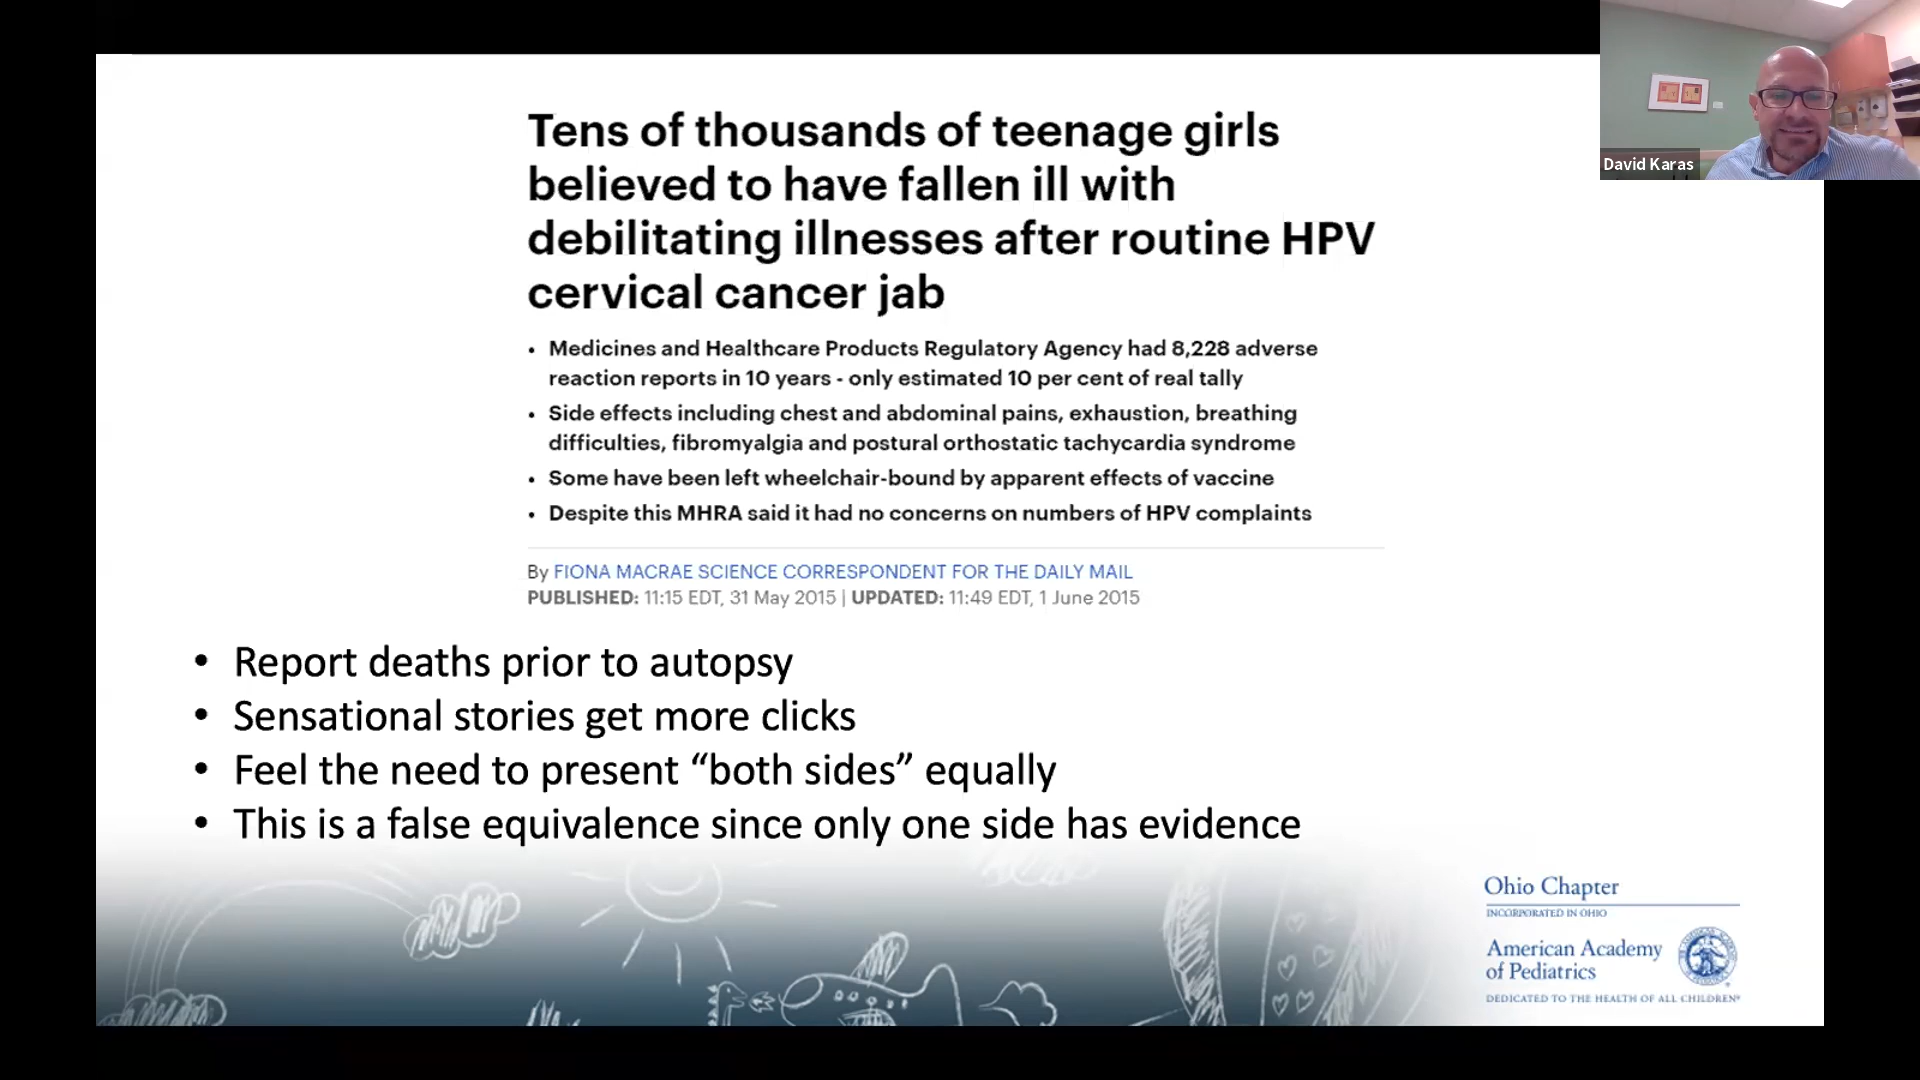 Tens of thousands of teenage girls
believed to have fallen ill with
debilitating illnesses after routine HPV
cervical cancer jab
• Medicines and Healthcare Products Regulatory Agency had 8,228 adverse
reaction reports in 10 years - only estimated 10 per cent of real tally
• Side effects including chest and abdominal pains, exhaustion, breathing
difficulties, fibromyalgia and postural orthostatic tachycardia syndrome
• Some have been left wheelchair-bound by apparent effects of vaccine
• Despite this MHRA said it had no concerns on numbers of HPV complaints
By FIONA MACRAE SCIENCE CORRESPONDENT FOR THE DAILY MAIL
PUBLISHED: 11:15 EDT, 31 May 2015 | UPDATED: 11:49 EDT, 1 June 2015
• Report deaths prior to autopsy
• Sensational stories get more clicks
• Feel the need to present “both sides” equally
• This is a false equivalence since only one side has evidence
David Karas
Ohio Chapter
INCORPORATED IN OHIO
American Academy
of Pediatrics
DEDICATED TO THE HEALTH OF ALL CHILDREN®